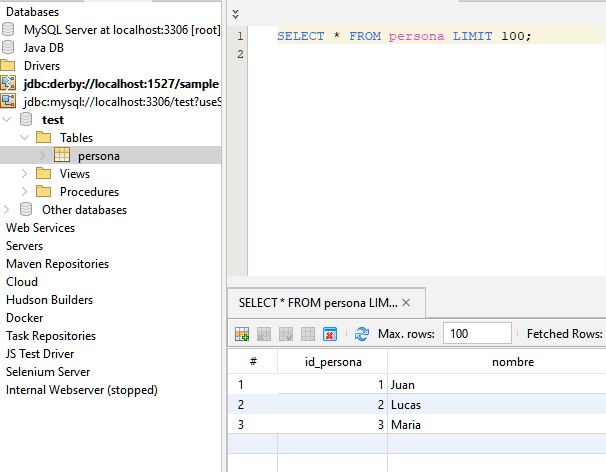 Databases
MySQL Server at localhost:3306 [root]
Java DB
Drivers
jdbc:derby://localhost:1527/sample
jdbc:mysql://localhost:3306/test?useS
test
Tables
persona
Views
Procedures
Other databases
Web Services
Servers
Maven Repositories
Cloud
Hudson Builders
Docker
Task Repositories
JS Test Driver
Selenium Server
Internal Webserver (stopped)
1 SELECT * FROM persona LIMIT 100;
2
SELECT * FROM persona LIM... ×
Max. rows: 100 Fetched Rows:
# id_persona nombre
1 1 Juan
2 2 Lucas
3 3 Maria